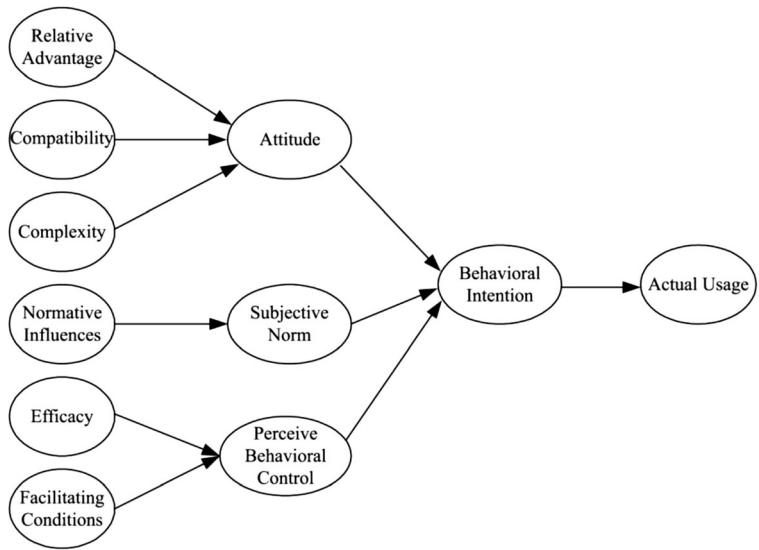 Relative
Advantage
Compatibility
Complexity
Normative
Influences
Efficacy
Facilitating
Conditions
Attitude
Subjective
Norm
Perceive
Behavioral
Control
Behavioral
Intention
Actual Usage